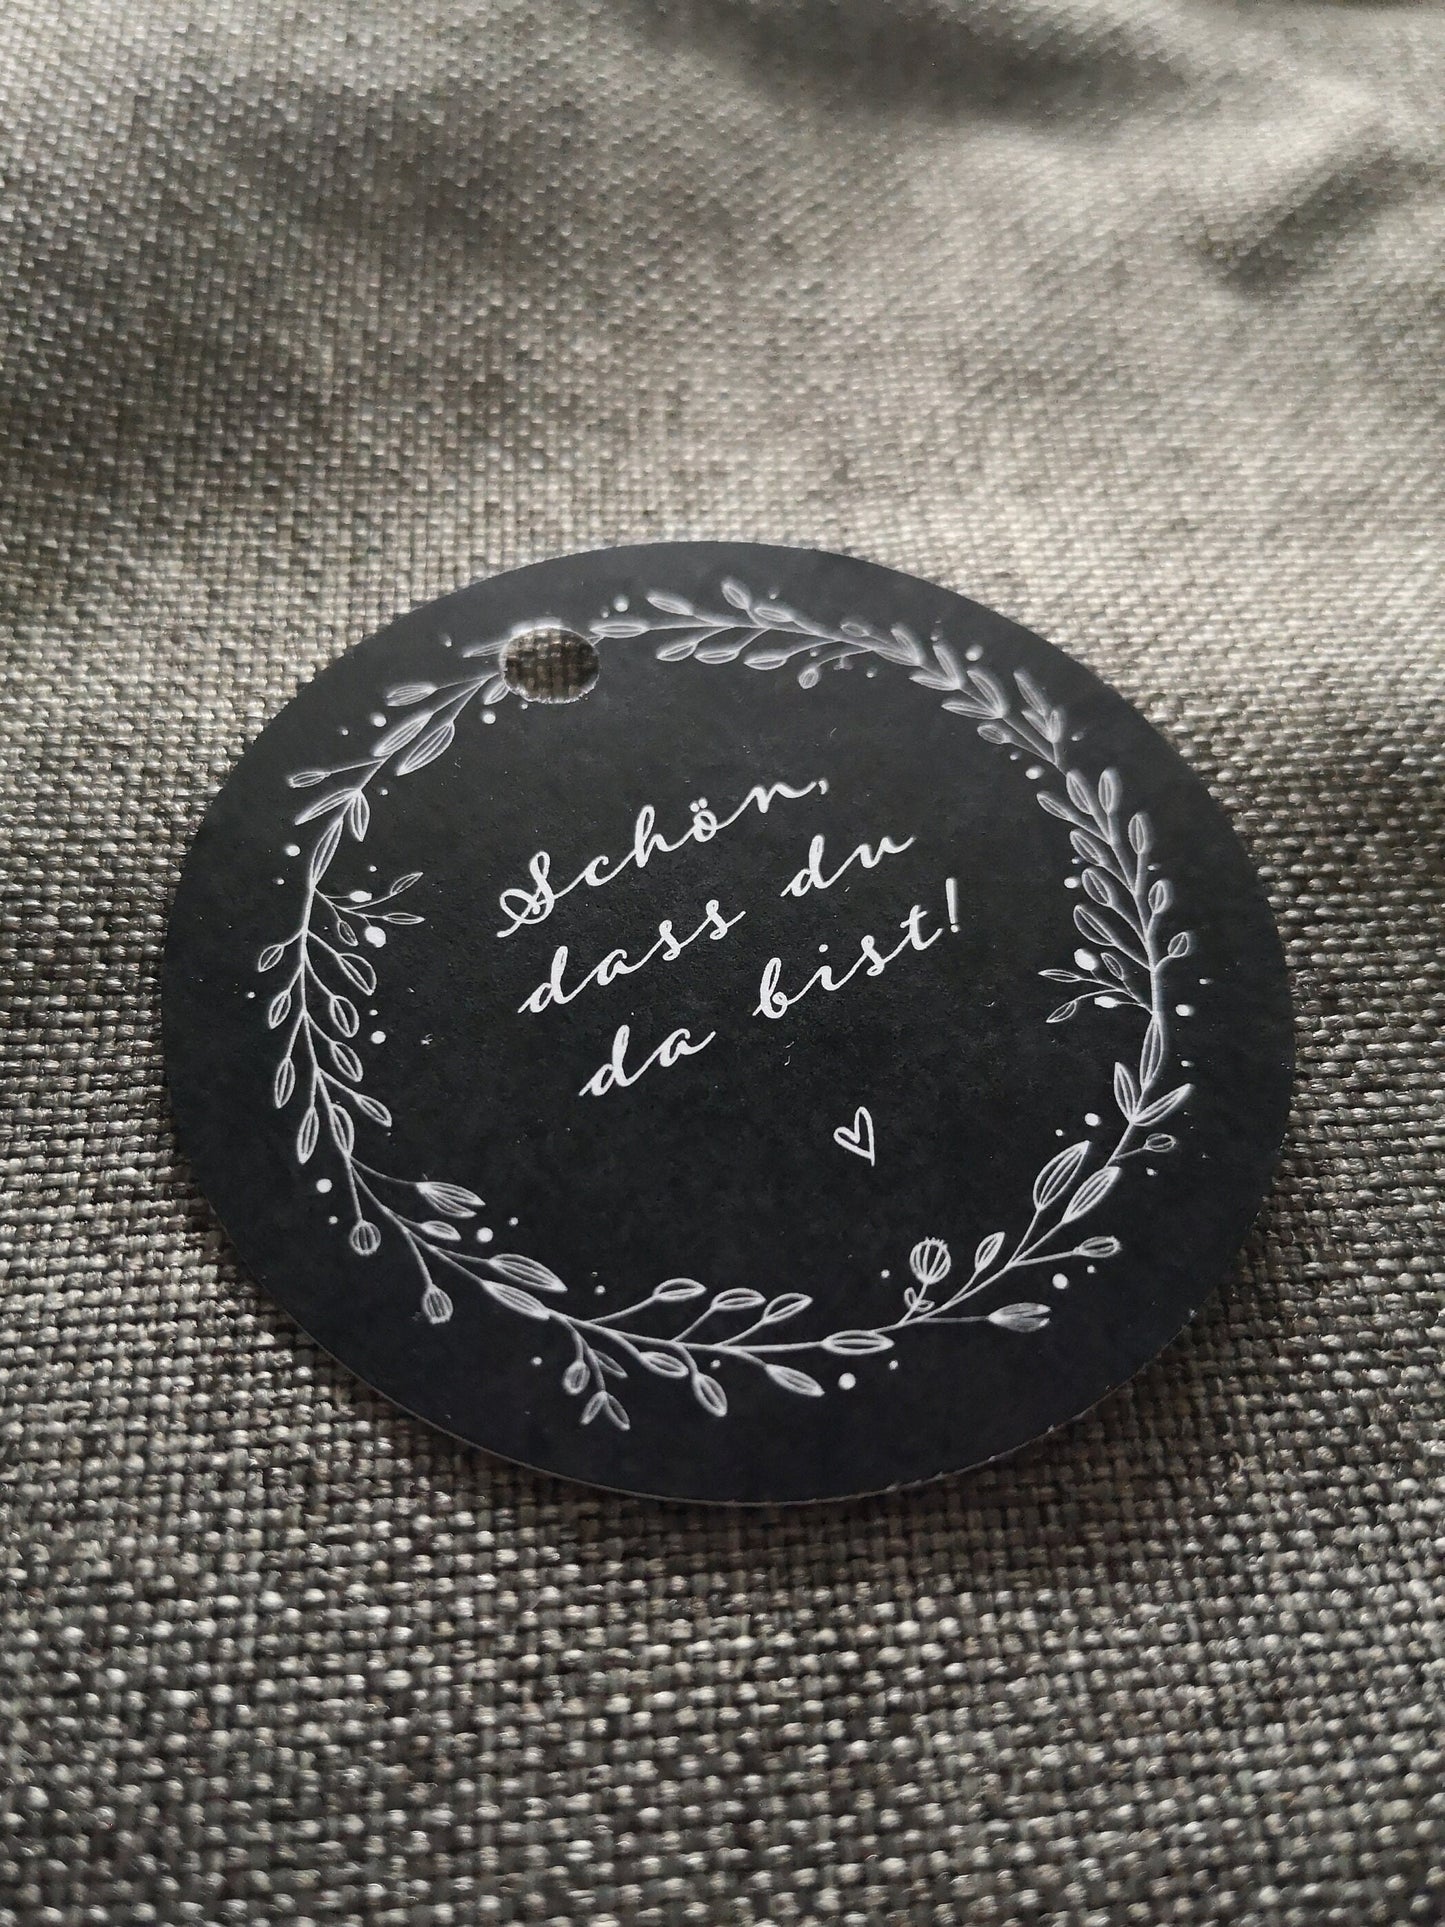 Schön,
dass du
da bist!